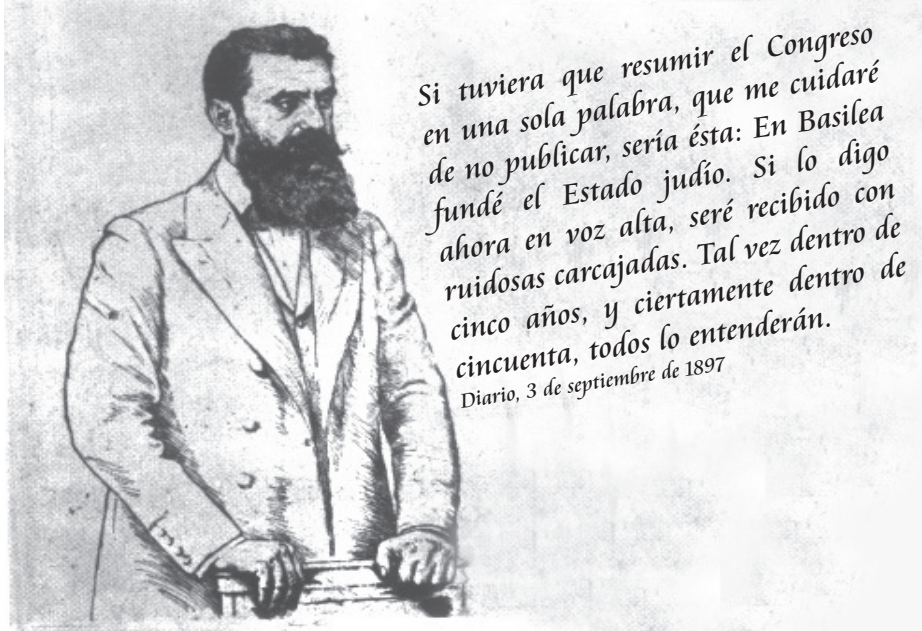 Si tuviera que resumir el Congreso
en una sola palabra, que me cuidaré
de no publicar, sería ésta: En Basilea
fundé el Estado judío. Si lo digo
ahora en voz alta, seré recibido con
ruidosas carcajadas. Tal vez dentro de
cinco años, y ciertamente dentro de
cincuenta, todos lo entenderán.
Diario, 3 de septiembre de 1897